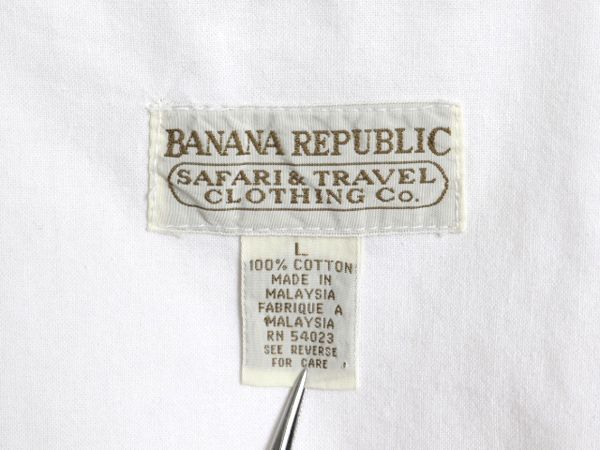 BANANA REPUBLIC
SAFARI & TRAVEL
CLOTHING CO.
L
100% COTTON
MADE IN
MALAYSIA
FABRIQUE A
MALAYSIA
RN 54023
SEE REVERSE
FOR CARE